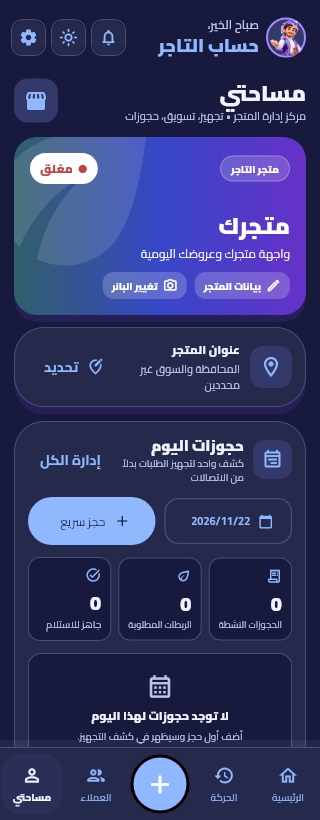 صباح الخير،
حساب التاجر
مساحتي
مركز إدارة المتجر • تجهيز، تسويق، حجوزات
متجر التاجر
مغلق
متجرك
واجهة متجرك وعروضك اليومية
بيانات المتجر
تغيير البانر
عنوان المتجر
المحافظة والسوق غير
محددين
تحديد
حجوزات اليوم
كشف واحد لتجهيز الطلبات بدلاً
من الاتصالات
إدارة الكل
2026/11/22
حجز سريع
0
الحجوزات النشطة
0
الربطات المطلوبة
0
جاهز للاستلام
لا توجد حجوزات لهذا اليوم
أضف أول حجز وسيظهر في كشف التجهيز.
الرئيسية
الحركة
العملاء
مساحتي